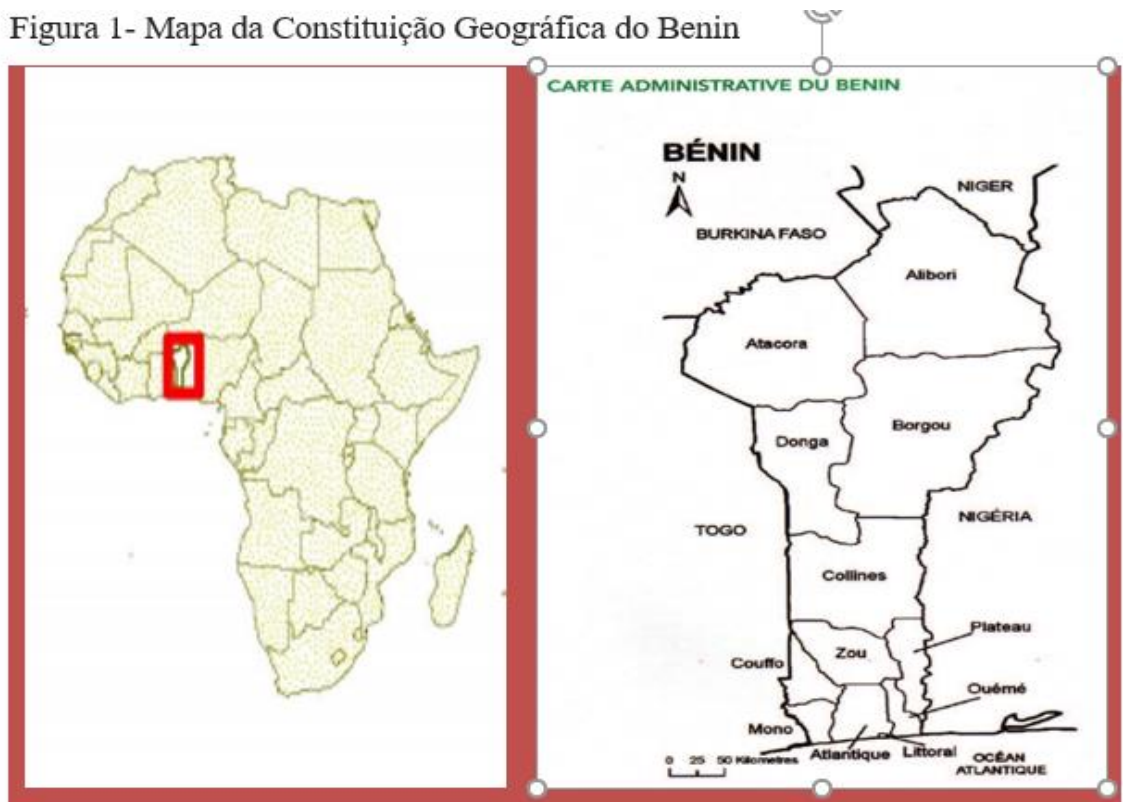 Figura 1- Mapa da Constituição Geográfica do Benin
CARTE ADMINISTRATIVE DU BENIN
BÉNIN
N
NIGER
BURKINA FASO
Alibori
Atacora
Borgou
Donga
NIGÉRIA
TOGO
Collines
Plateau
Zou
Couffo
Ouémé
Mono
Atlantique
Littoral
0 25 50 Kilometres
OCÉAN
ATLANTIQUE